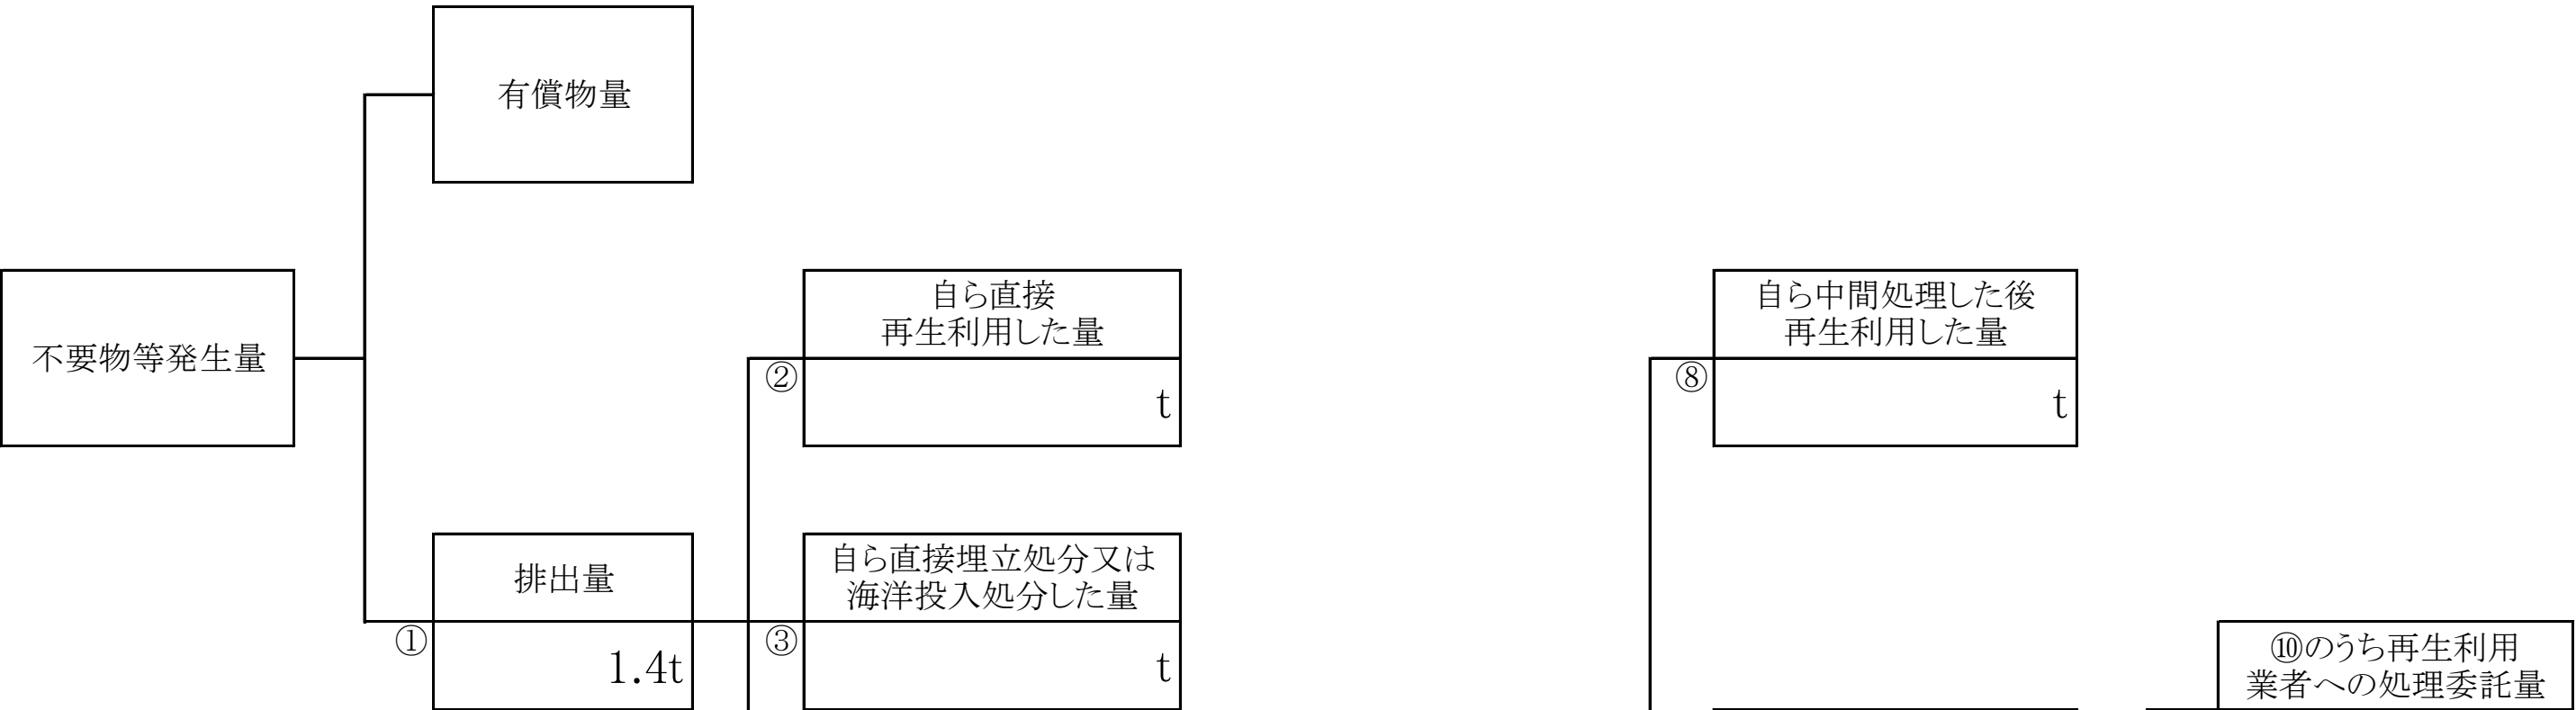 有償物量
不要物等発生量
自ら直接
再生利用した量
②
t
自ら中間処理した後
再生利用した量
⑧
t
排出量
①
1.4t
自ら直接埋立処分又は
海洋投入処分した量
③
t
⑩のうち再生利用
業者への処理委託量